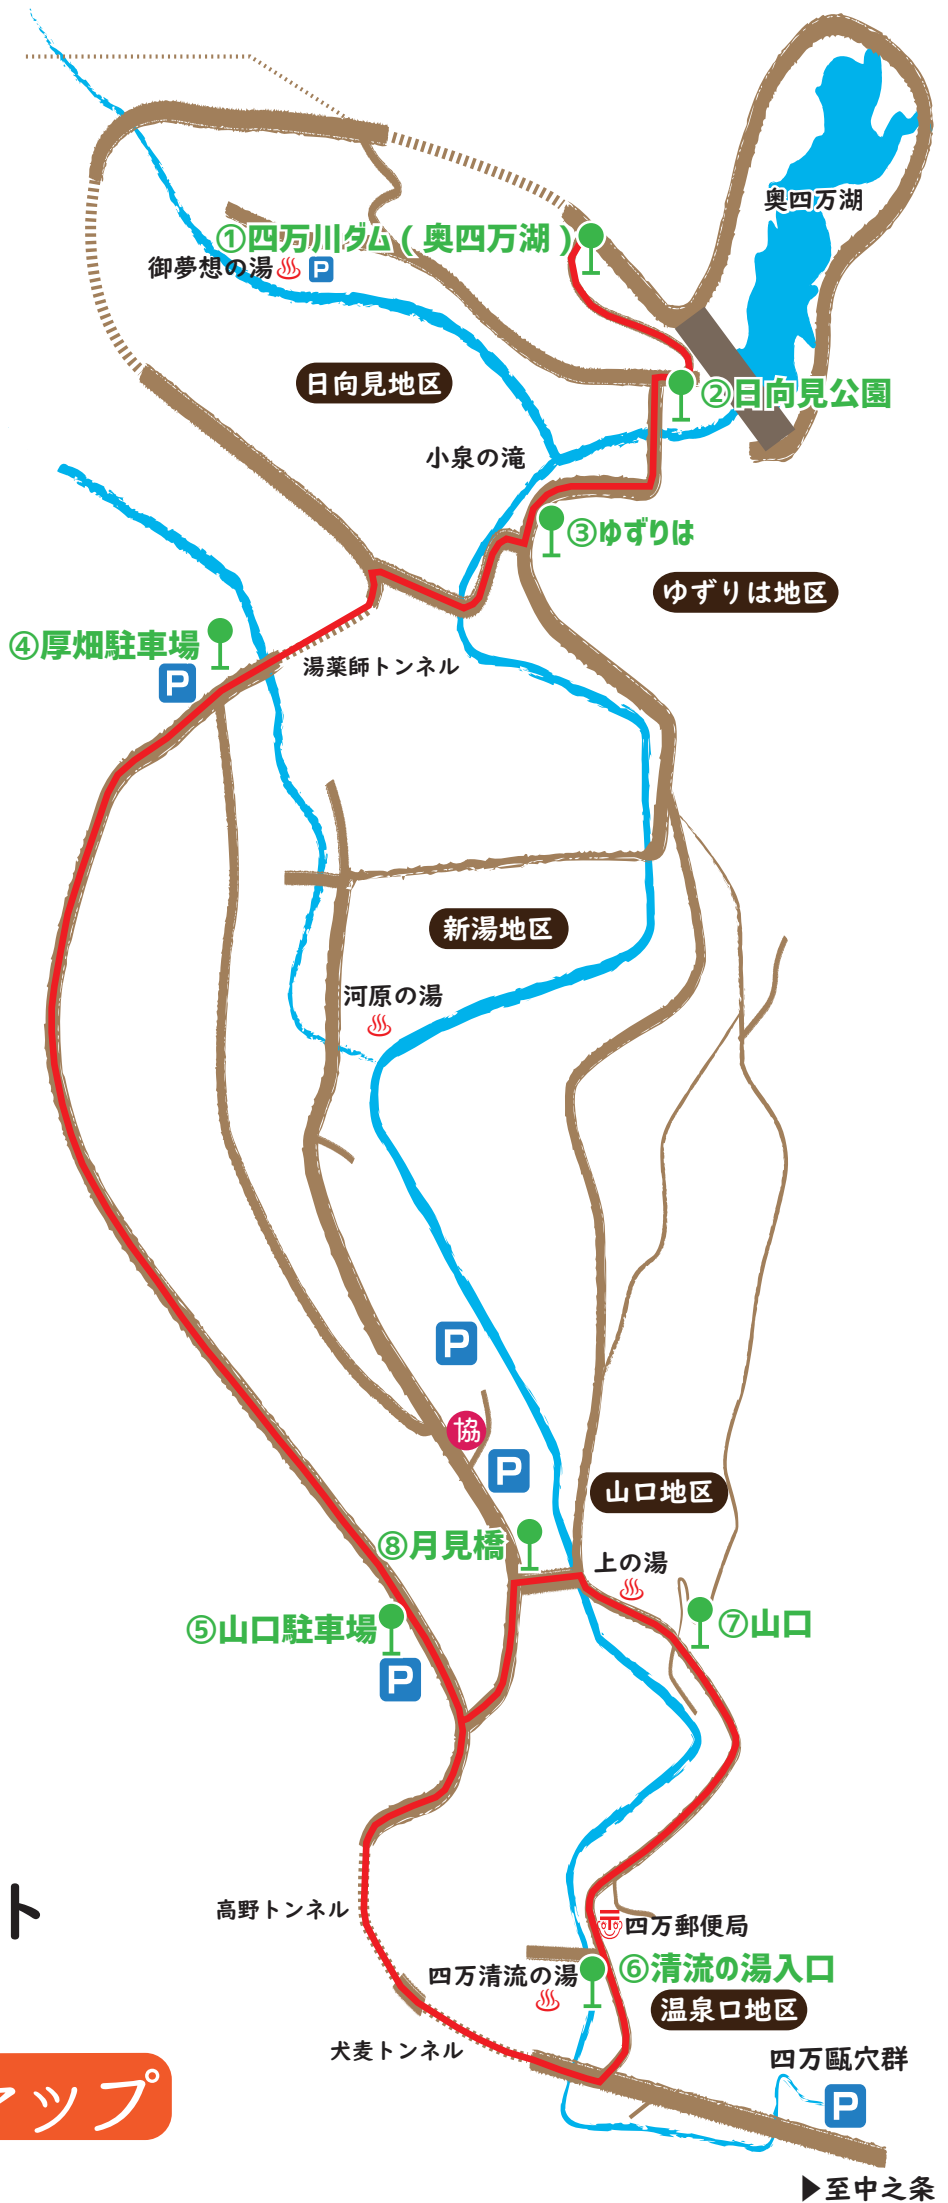 奥四万湖
①四万川ダム(奥四万湖)
御夢想の湯
P
日向見地区
②日向見公園
小泉の滝
③ゆずりは
ゆずりは地区
④厚畑駐車場
P
湯薬師トンネル
新湯地区
河原の湯
P
協
P
山口地区
⑧月見橋
上の湯
⑤山口駐車場
⑦山口
P
ト
高野トンネル
四万郵便局
四万清流の湯
⑥清流の湯入口
温泉口地区
犬麦トンネル
四万甌穴群
マップ
P
▶至中之条